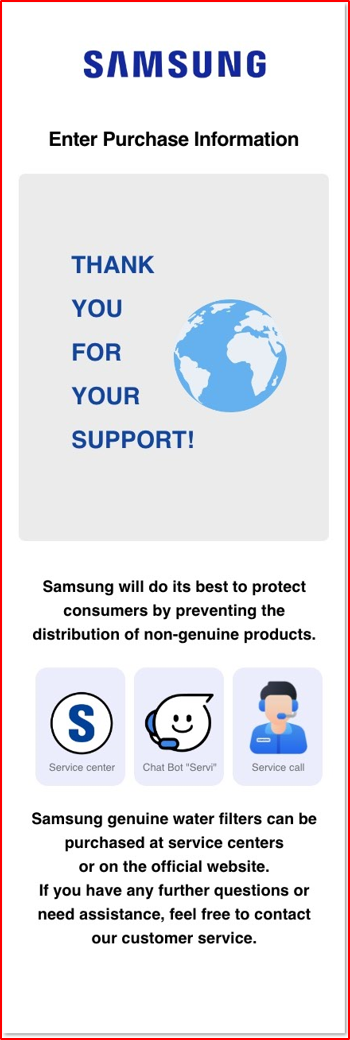 SAMSUNG
Enter Purchase Information
THANK
YOU
FOR
YOUR
SUPPORT!
Samsung will do its best to protect
consumers by preventing the
distribution of non-genuine products.
S
Service center
Chat Bot "Servi"
Service call
Samsung genuine water filters can be
purchased at service centers
or on the official website.
If you have any further questions or
need assistance, feel free to contact
our customer service.